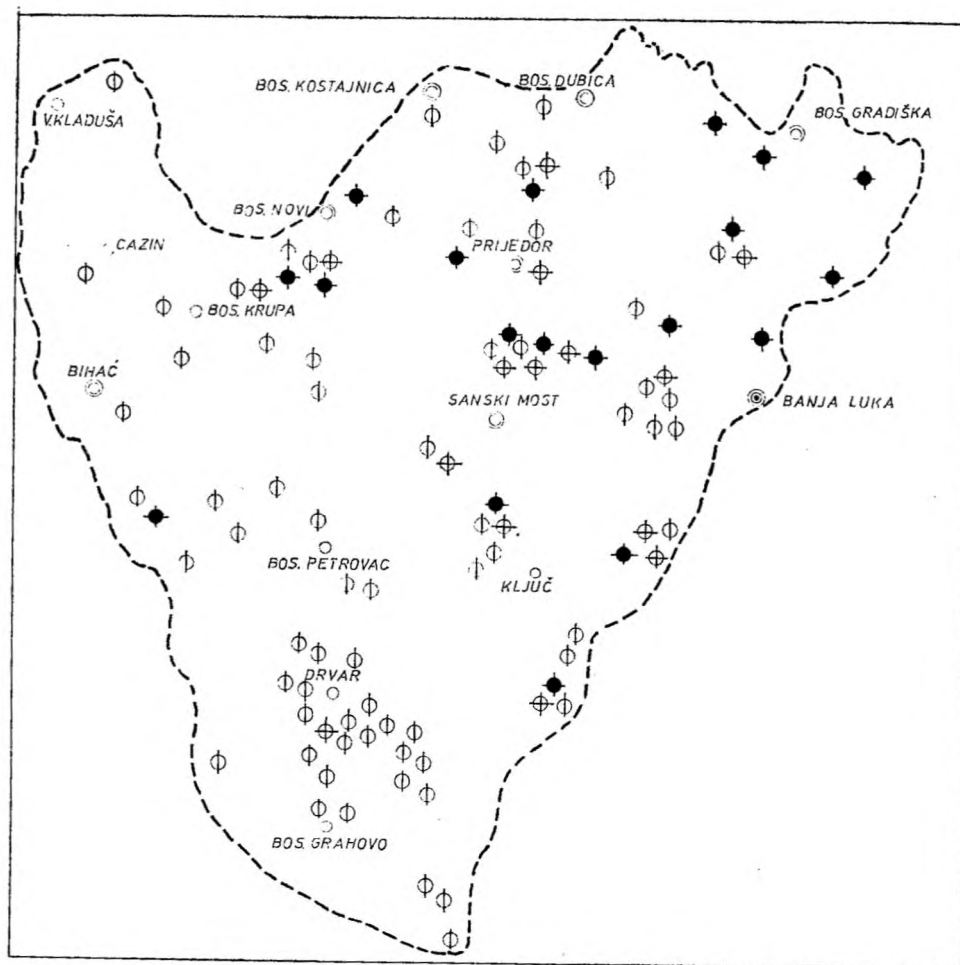 BOS. KOSTAJNICA
BOS. DUBICA
V. KLADUŠA
BOS. GRADIŠKA
BOS. NOVI
CAZIN
PRIJEDOR
BOS. KRUPA
BIHAĆ
SANSKI MOST
BANJA LUKA
BOS. PETROVAC
KLJUČ
DRVAR
BOS. GRAHOVO